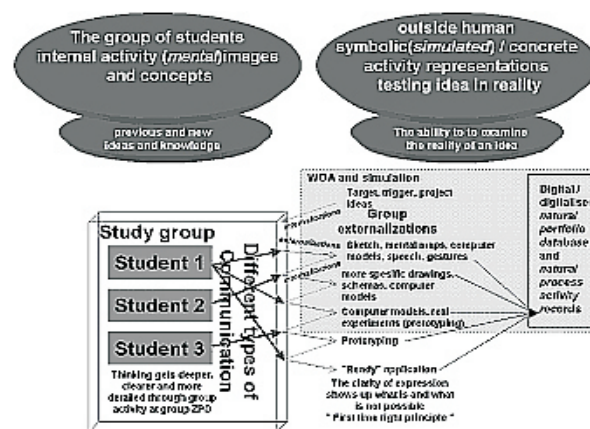 The group of students
internal activity (mental)images
and concepts
previous and new
ideas and knowledge
outside human
symbolic(simulated) / concrete
activity representations
testing idea in reality
The ability to to examine
the reality of an idea
WOA and simulation
Target, trigger, project
ideas
Group
externalizations
Sketch, mentalmaps, computer
models, speech, gestures
more spesific drawings,
schemas, computer
models
Computer models, real
experiments (prerotyping)
Prototyping
"Ready" application
The clarity of expression
shows up what is and what
is not possible
" First time right principle "
Digital /
digitalised
natural
portfolio
database
and
natural
process
activity
records
Study group
Student 1
Student 2
Student 3
Different types of
Communication
Thinking gets deeper,
clearer and more
derailed through group
activity at group ZPD